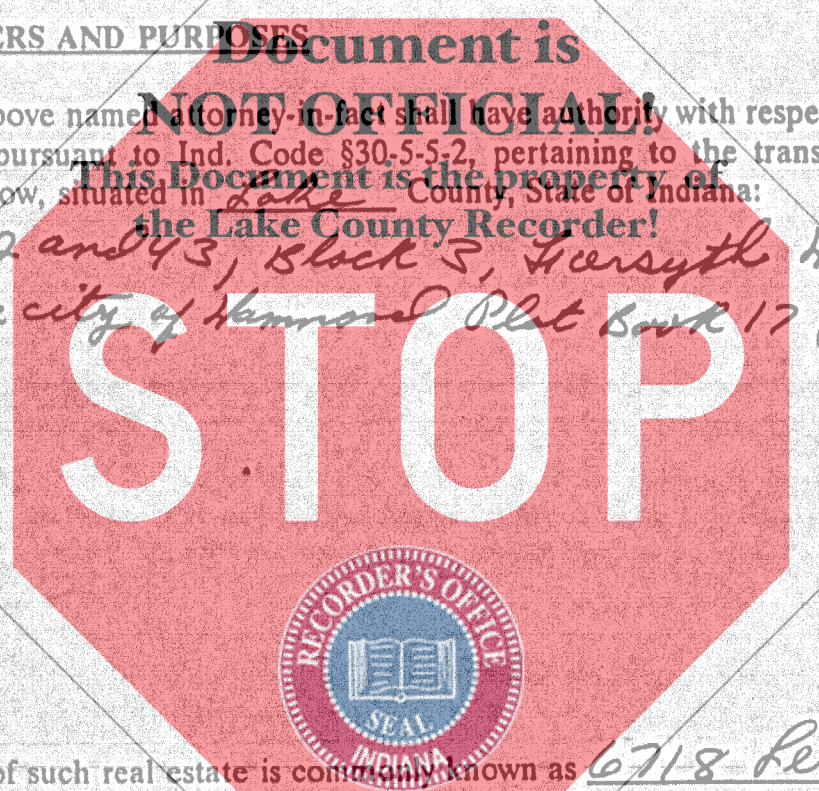 ERS AND PURPOSES
Document is
NOT OFFICIAL!
This Document is the property of
the Lake County Recorder!
bove named attorney-in-fact shall have authority with respe
pursuant to Ind. Code §30-5-5-2, pertaining to the trans
ow, situated in Lake County, State of Indiana:
and 43, Block 3, Forsythe
city of Hammond Plat Book 17
STOP
RECORDER'S OFFICE
SEAL
INDIANA
of such real estate is commonly known as 6718